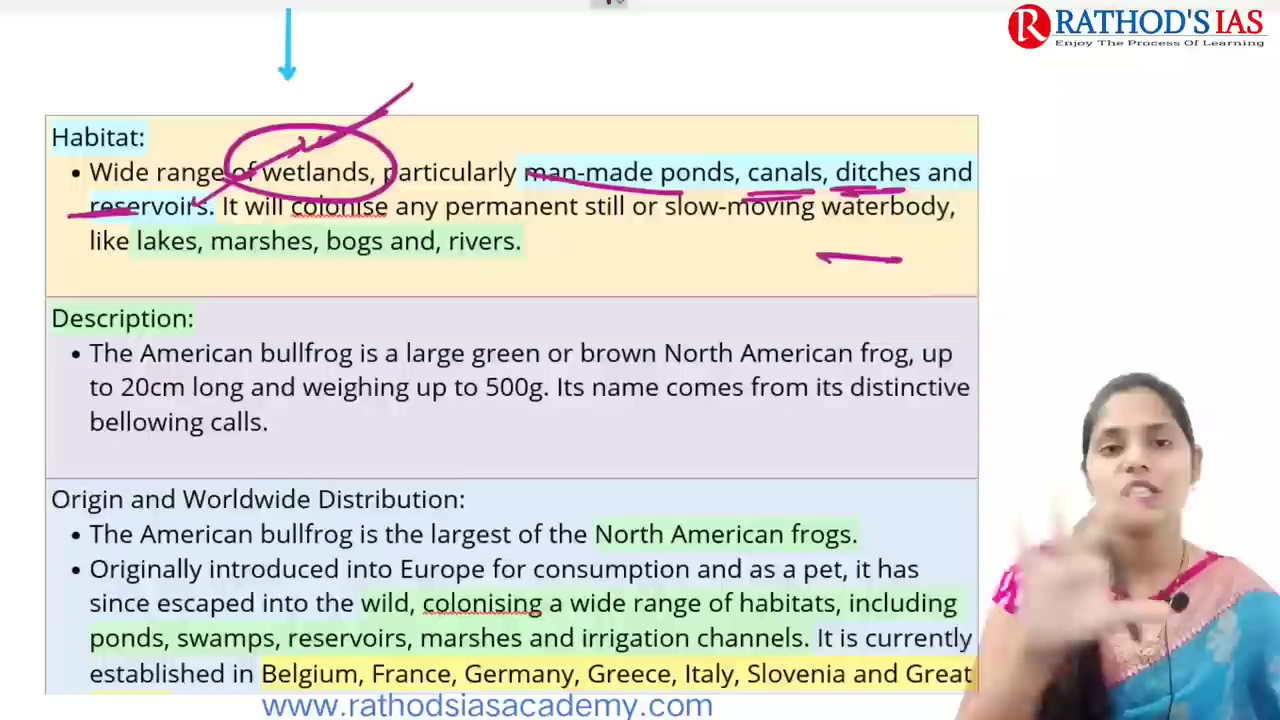 RATHOD'S IAS
Enjoy The Process Of Learning
Habitat:
• Wide range of wetlands, particularly man-made ponds, canals, ditches and
reservoirs. It will colonise any permanent still or slow-moving waterbody,
like lakes, marshes, bogs and, rivers.
Description:
• The American bullfrog is a large green or brown North American frog, up
to 20cm long and weighing up to 500g. Its name comes from its distinctive
bellowing calls.
Origin and Worldwide Distribution:
• The American bullfrog is the largest of the North American frogs.
• Originally introduced into Europe for consumption and as a pet, it has
since escaped into the wild, colonising a wide range of habitats, including
ponds, swamps, reservoirs, marshes and irrigation channels. It is currently
established in Belgium, France, Germany, Greece, Italy, Slovenia and Great
www.rathodsiasacademy.com